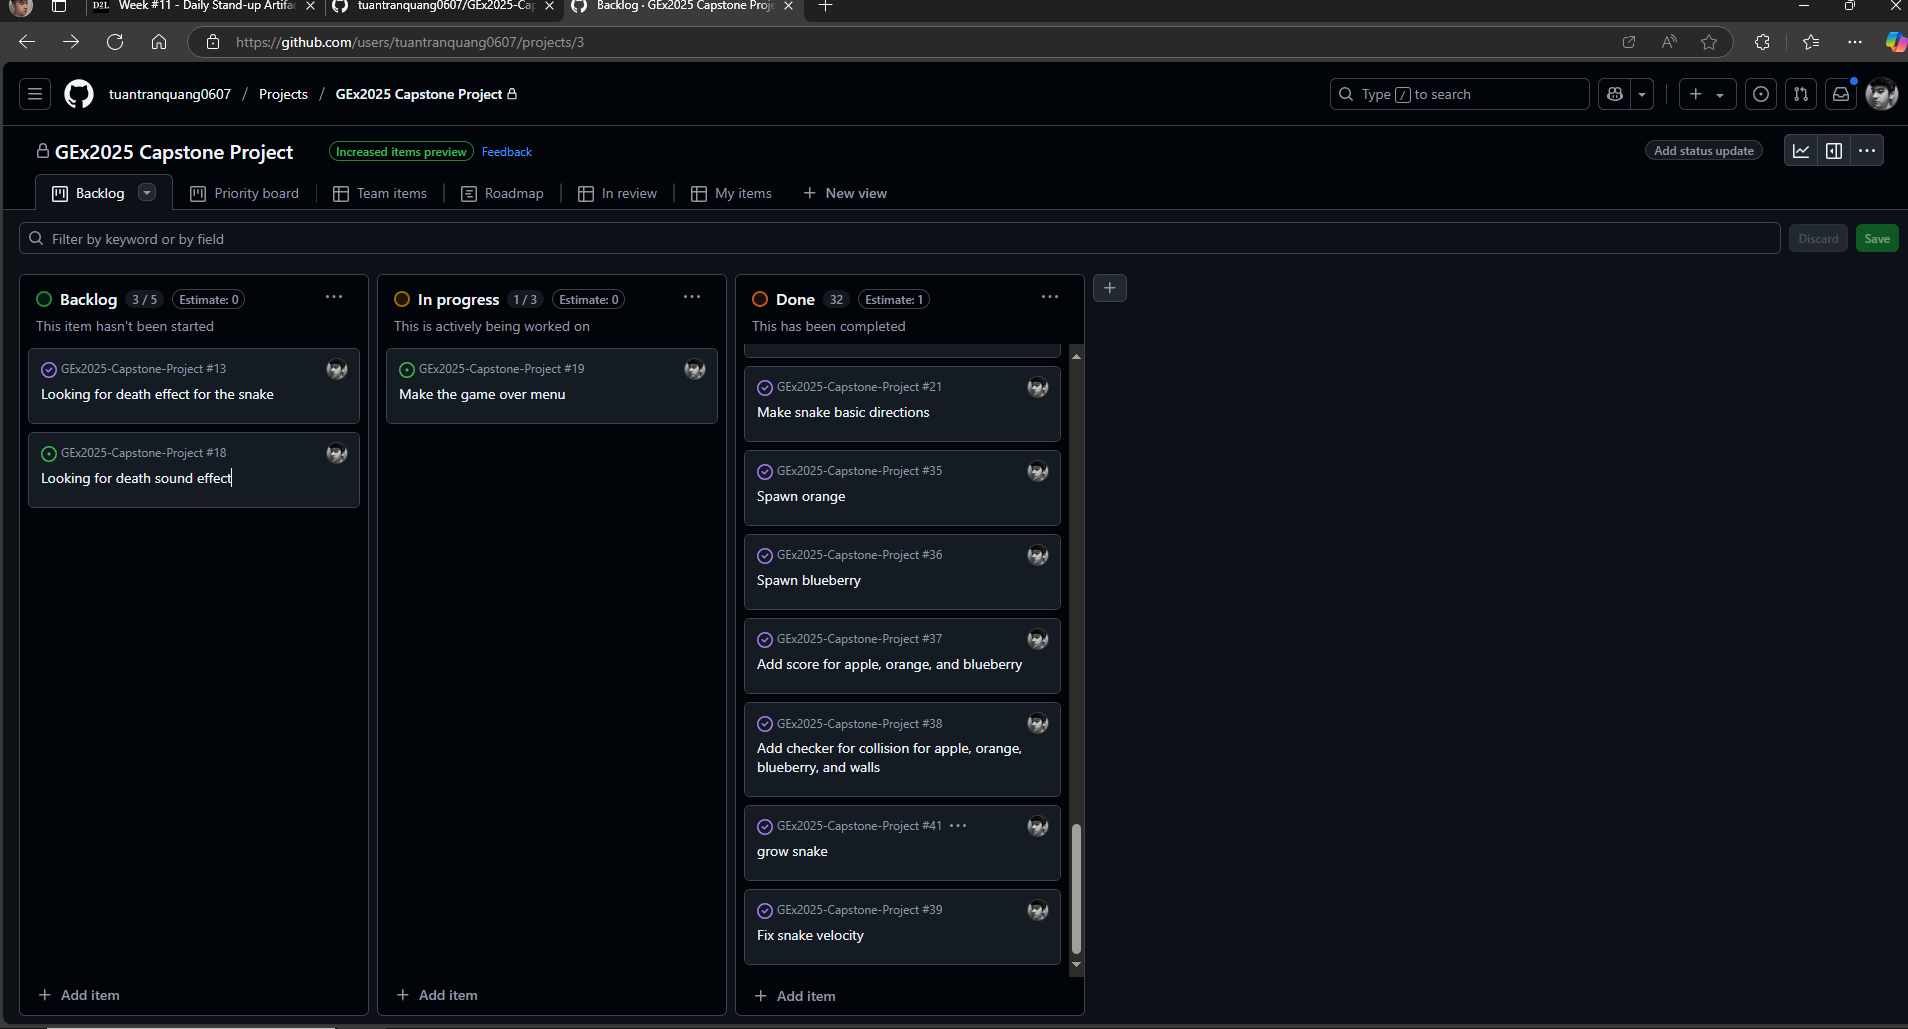 D2L Week #11 - Daily Stand-up Artifa
tuantranquang0607/GEx2025-Cap
Backlog · GEx2025 Capstone Proje
https://github.com/users/tuantranquang0607/projects/3
tuantranquang0607 / Projects / GEx2025 Capstone Project
Type / to search
GEx2025 Capstone Project
Increased items preview
Feedback
Add status update
Backlog
Priority board
Team items
Roadmap
In review
My items
New view
Filter by keyword or by field
Discard
Save
Backlog 3 / 5 Estimate: 0
This item hasn't been started
GEx2025-Capstone-Project #13
Looking for death effect for the snake
GEx2025-Capstone-Project #18
Looking for death sound effect
Add item
In progress 1 / 3 Estimate: 0
This is actively being worked on
GEx2025-Capstone-Project #19
Make the game over menu
Add item
Done 32 Estimate: 1
This has been completed
GEx2025-Capstone-Project #21
Make snake basic directions
GEx2025-Capstone-Project #35
Spawn orange
GEx2025-Capstone-Project #36
Spawn blueberry
GEx2025-Capstone-Project #37
Add score for apple, orange, and blueberry
GEx2025-Capstone-Project #38
Add checker for collision for apple, orange,
blueberry, and walls
GEx2025-Capstone-Project #41
grow snake
GEx2025-Capstone-Project #39
Fix snake velocity
Add item